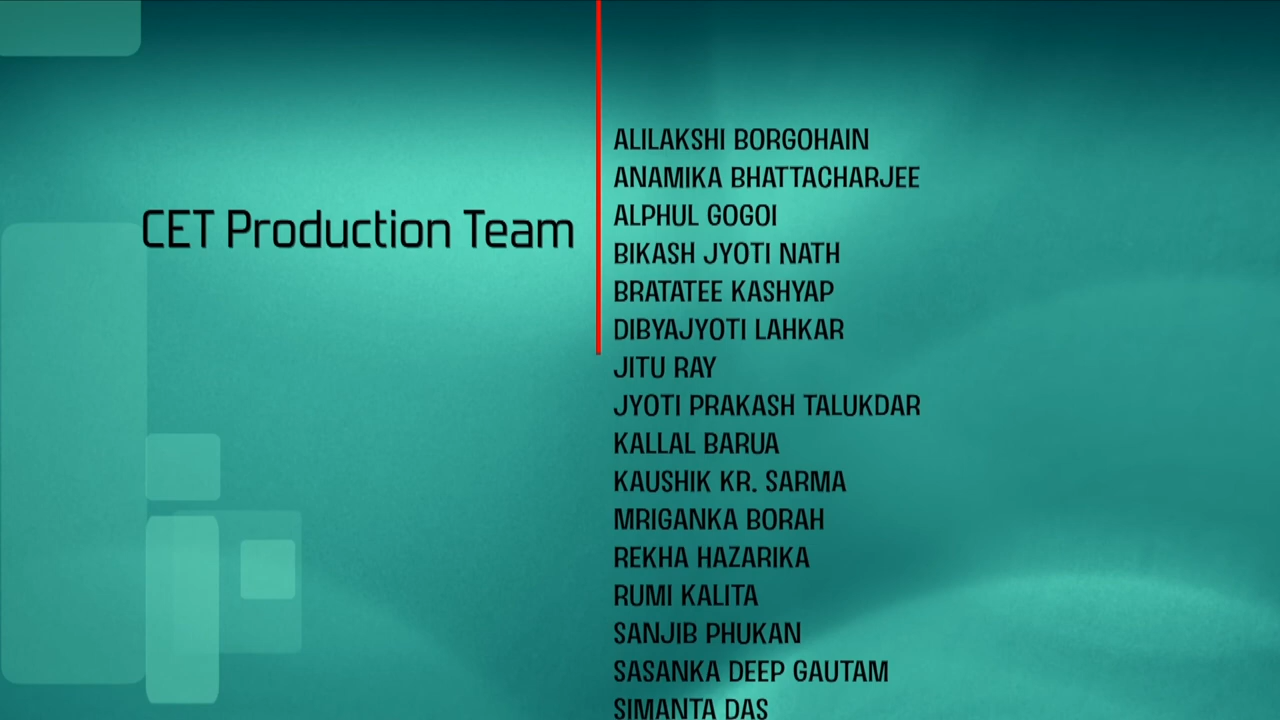 CET Production Team
ALILAKSHI BORGOHAIN
ANAMIKA BHATTACHARJEE
ALPHUL GOGOI
BIKASH JYOTI NATH
BRATATEE KASHYAP
DIBYAJYOTI LAHKAR
JITU RAY
JYOTI PRAKASH TALUKDAR
KALLAL BARUA
KAUSHIK KR. SARMA
MRIGANKA BORAH
REKHA HAZARIKA
RUMI KALITA
SANJIB PHUKAN
SASANKA DEEP GAUTAM
SIMANTA DAS